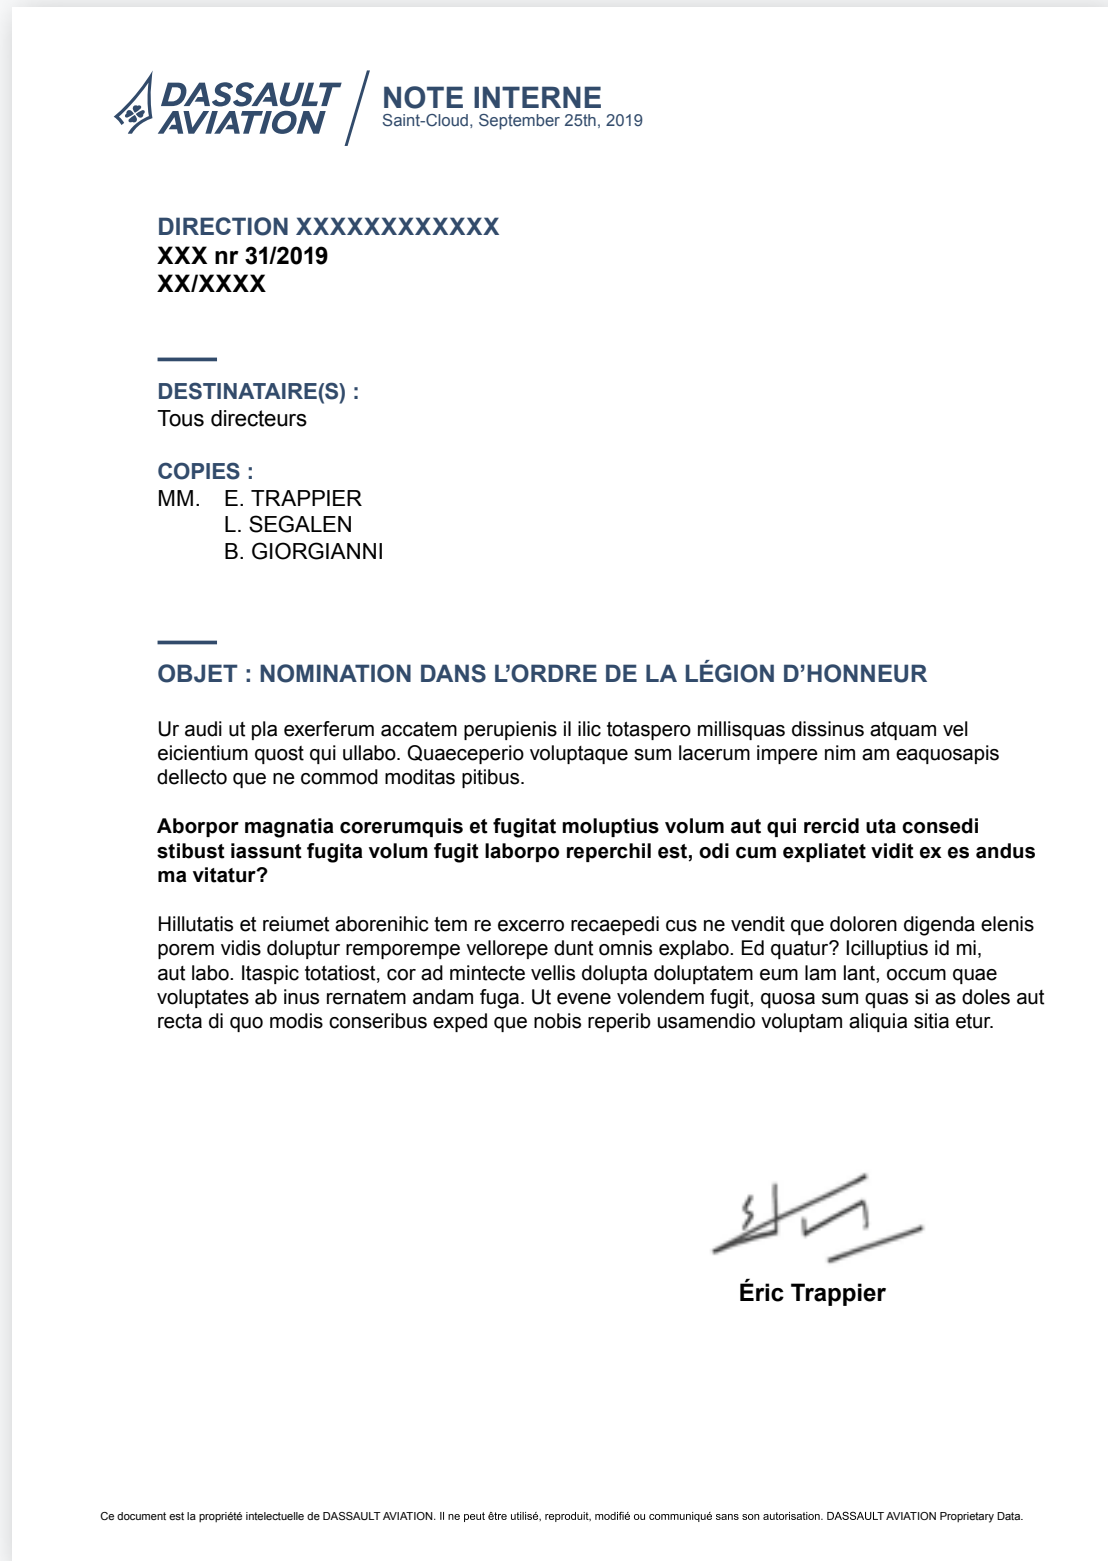 DASSAULT
AVIATION
NOTE INTERNE
Saint-Cloud, September 25th, 2019
DIRECTION XXXXXXXXXXXX
XXX nr 31/2019
XX/XXXX
DESTINATAIRE(S) :
Tous directeurs
COPIES :
MM. E. TRAPPIER
L. SEGALEN
B. GIORGIANNI
OBJET : NOMINATION DANS L’ORDRE DE LA LÉGION D’HONNEUR
Ur audi ut pla exerferum accatem perupienis il ilic totaspero millisquas dissinus atquam vel
eicientium quost qui ullabo. Quaeceperio voluptaque sum lacerum impere nim am eaquosapis
dellecto que ne commod moditas pitibus.
Aborpor magnatia corerumquis et fugitat moluptius volum aut qui rercid uta consedi
stibust iassunt fugita volum fugit laborpo reperchil est, odi cum expliatet vidit ex es andus
ma vitatur?
Hillutatis et reiumet aborenihic tem re excerro recaepedi cus ne vendit que doloren digenda elenis
porem vidis doluptur remporempe vellorepe dunt omnis explabo. Ed quatur? Icilluptius id mi,
aut labo. Itaspic totatiost, cor ad mintecte vellis dolupta doluptatem eum lam lant, occum quae
voluptates ab inus rernatem andam fuga. Ut evene volendem fugit, quosa sum quas si as doles aut
recta di quo modis conseribus exped que nobis reperib usamendio voluptam aliquia sitia etur.
Éric Trappier
Ce document est la propriété intelectuelle de DASSAULT AVIATION. Il ne peut être utilisé, reproduit, modifié ou communiqué sans son autorisation. DASSAULT AVIATION Proprietary Data.